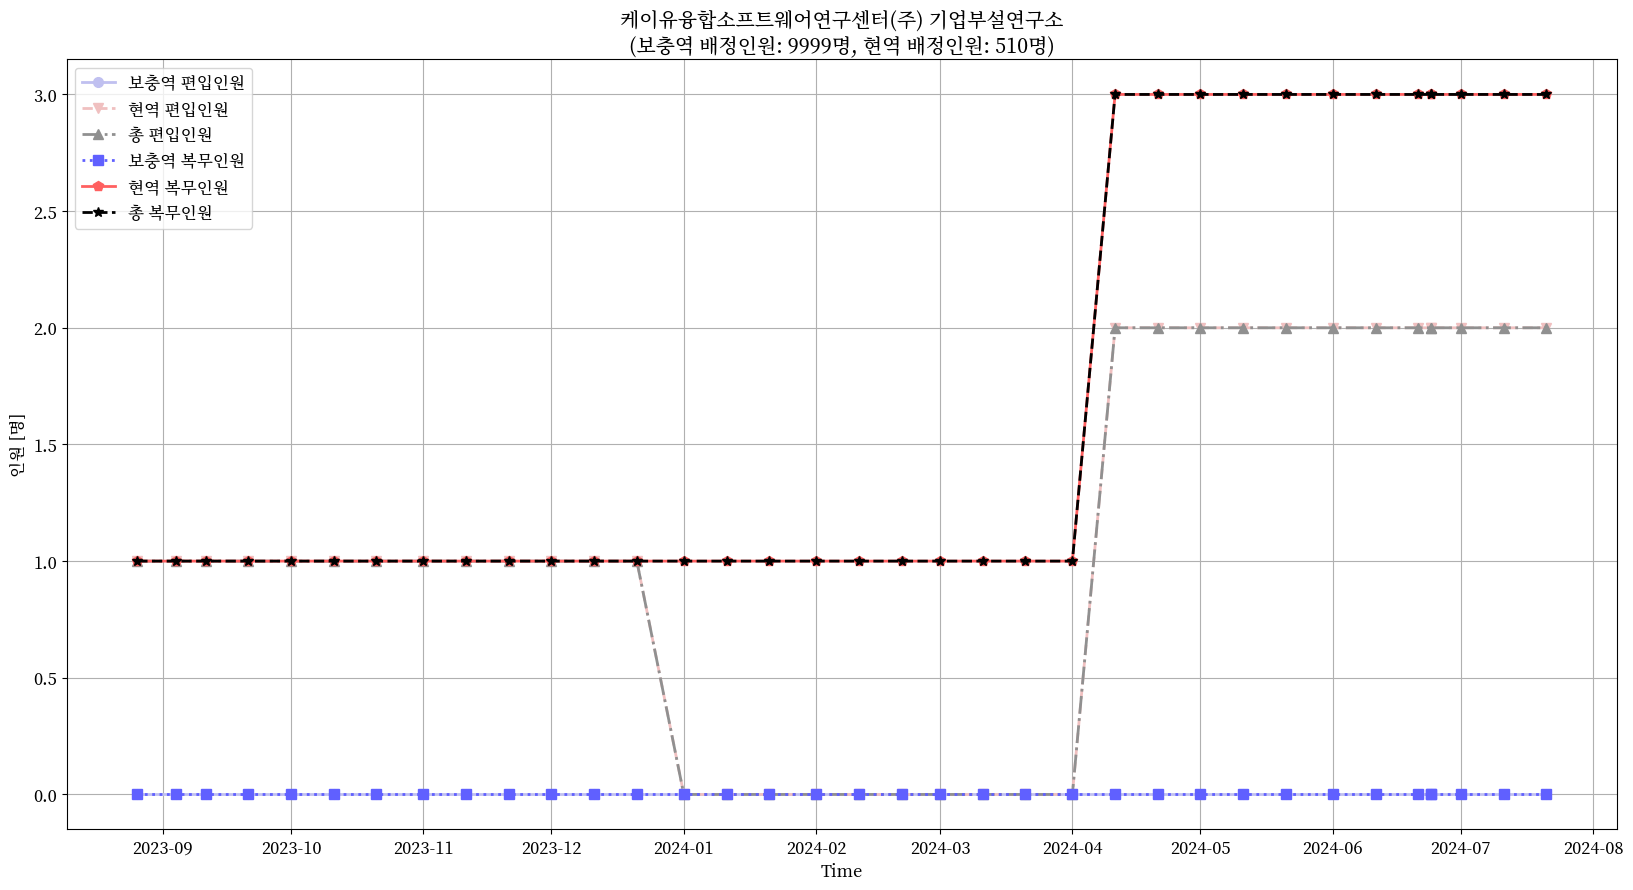 케이유융합소프트웨어연구센터(주) 기업부설연구소
(보충역 배정인원: 9999명, 현역 배정인원: 510명)
보충역 편입인원
현역 편입인원
총 편입인원
보충역 복무인원
현역 복무인원
총 복무인원
3.0
2.5
2.0
1.5
1.0
0.5
0.0
인원 [명]
2023-09 2023-10 2023-11 2023-12 2024-01 2024-02 2024-03 2024-04 2024-05 2024-06 2024-07 2024-08
Time